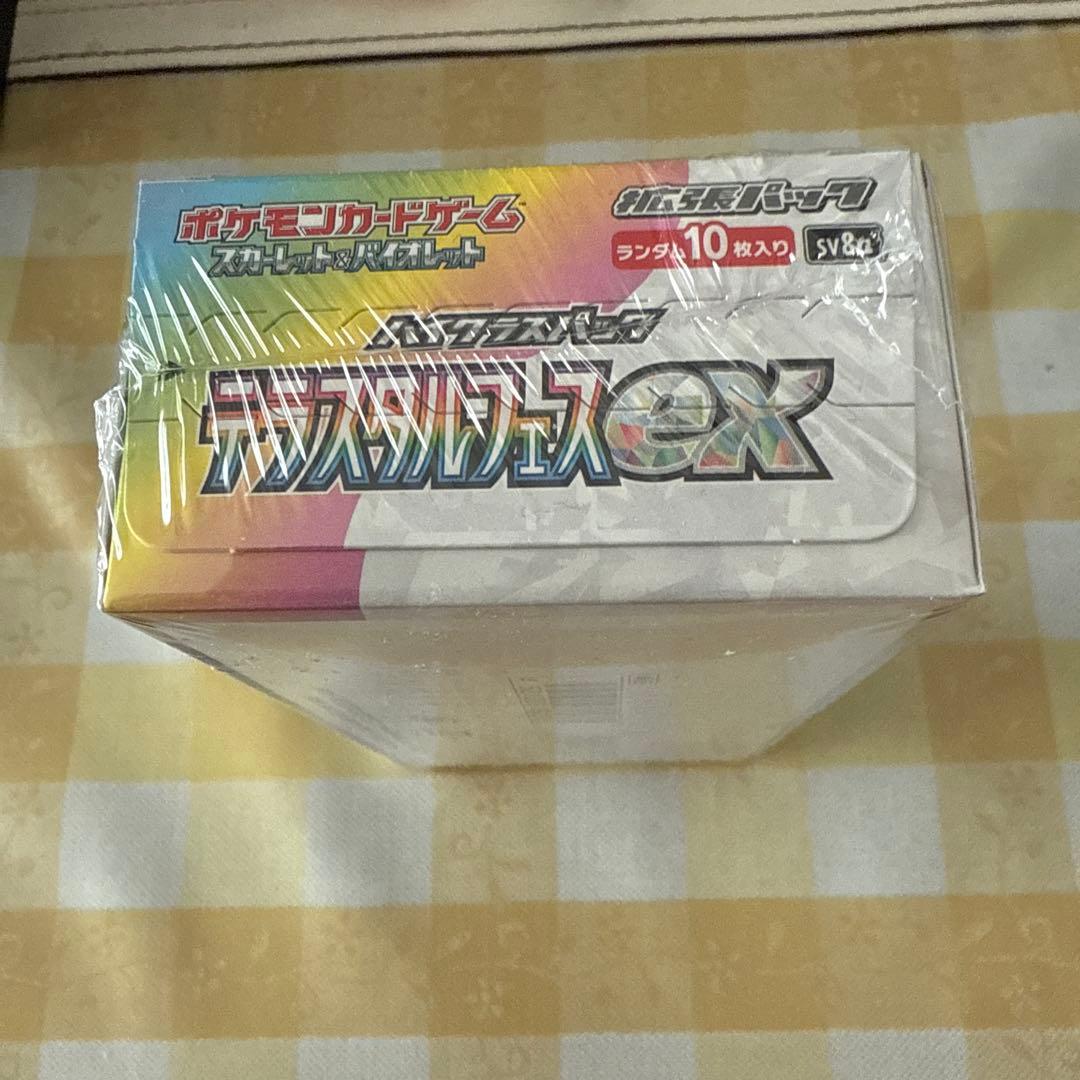 ポケモンカードゲーム
スカーレット&バイオレット
拡張パック
ランダム10枚入り SV8a
ハイクラスパック
テラスタルフェスex